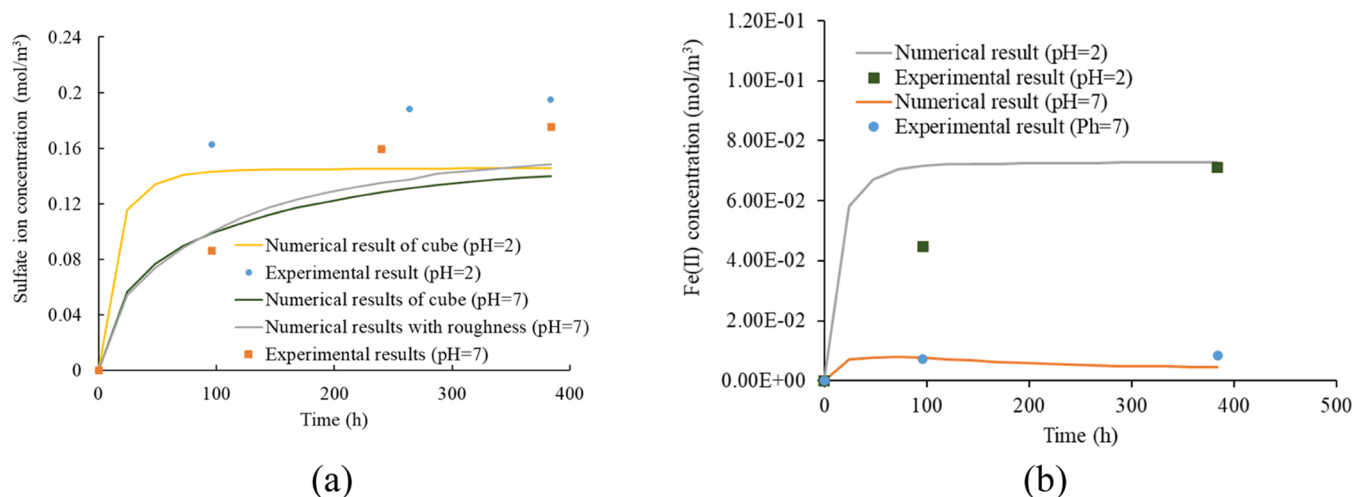 0.24
0.2
0.16
0.12
0.08
0.04
0
0
100
200
300
400
Sulfate ion concentration (mol/m³)
Time (h)
Numerical result of cube (pH=2)
Experimental result (pH=2)
Numerical results of cube (pH=7)
Numerical results with roughness (pH=7)
Experimental results (pH=7)
(a)
1.20E-01
1.00E-01
8.00E-02
6.00E-02
4.00E-02
2.00E-02
0.00E+00
0
100
200
300
400
500
Fe(II) concentration (mol/m³)
Time (h)
Numerical result (pH=2)
Experimental result (pH=2)
Numerical result (pH=7)
Experimental result (Ph=7)
(b)